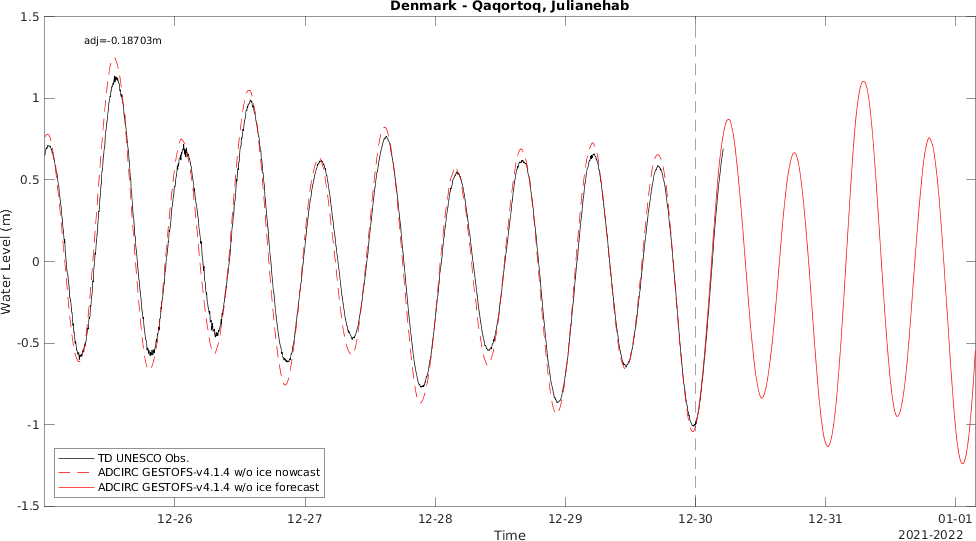 Denmark - Qaqortoq, Julianehab
1.5
adj=-0.18703m
1
0.5
0
-0.5
-1
-1.5
Water Level (m)
TD UNESCO Obs.
ADCIRC GESTOFS-v4.1.4 w/o ice nowcast
ADCIRC GESTOFS-v4.1.4 w/o ice forecast
12-26 12-27 12-28 12-29 12-30 12-31 01-01
Time
2021-2022